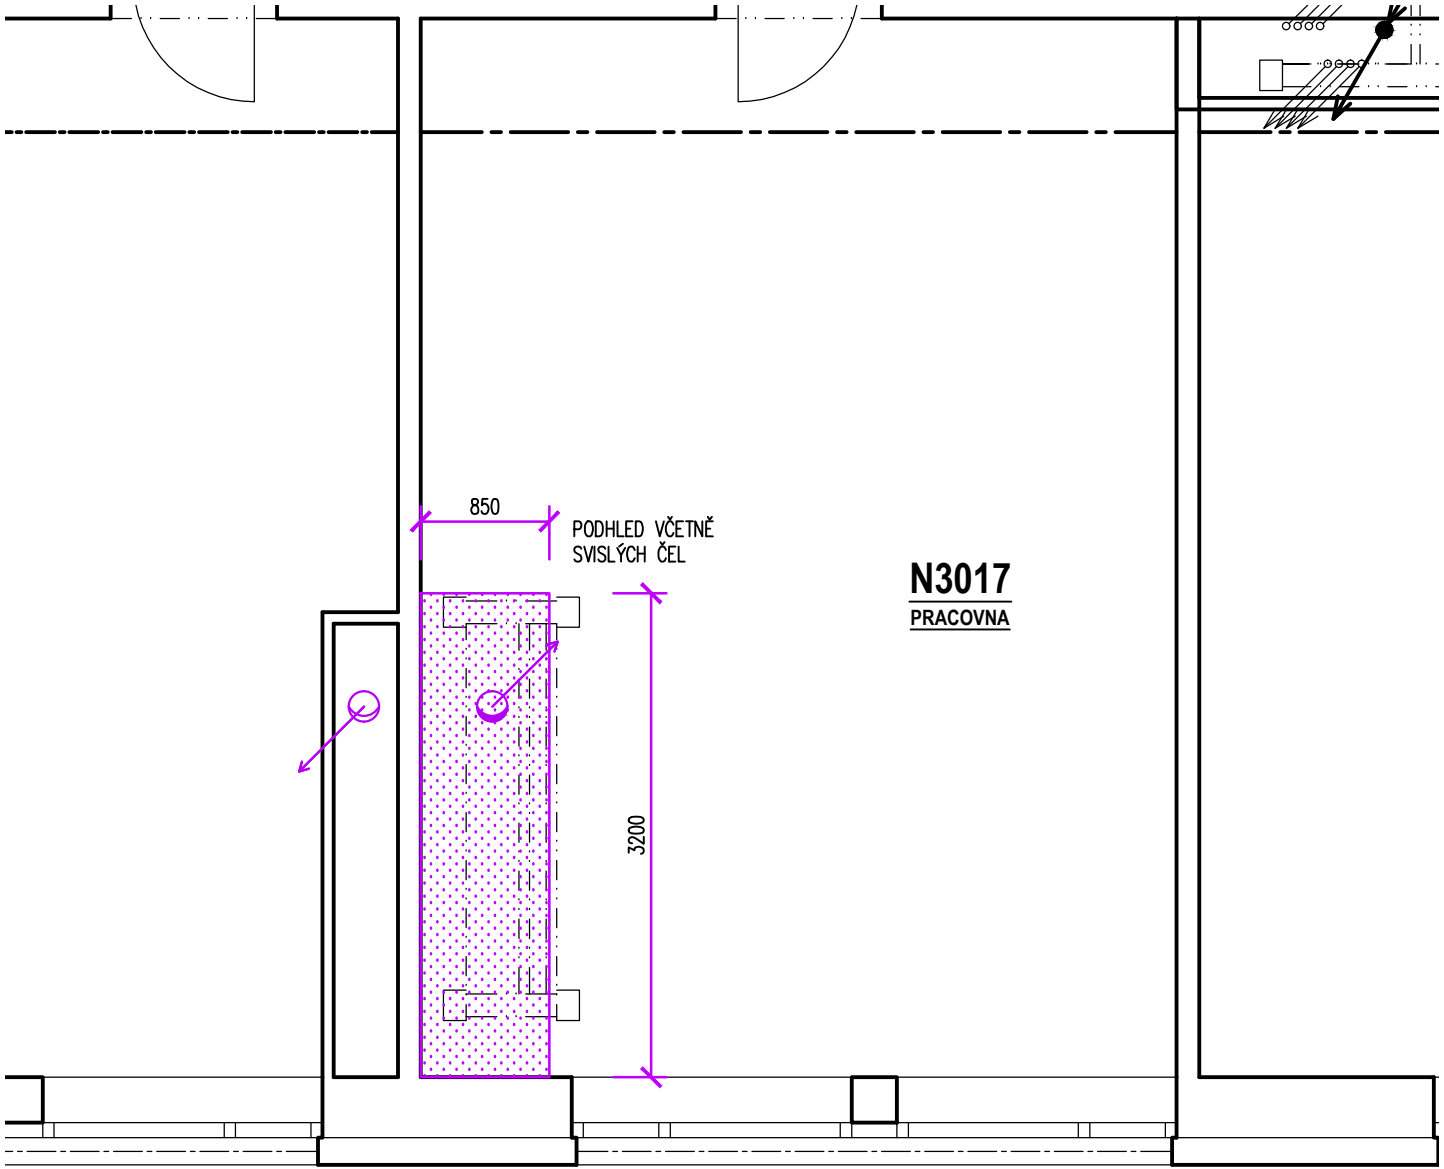 850
PODHLED VČETNĚ
SVISLÝCH ČEL
N3017
PRACOVNA
3200